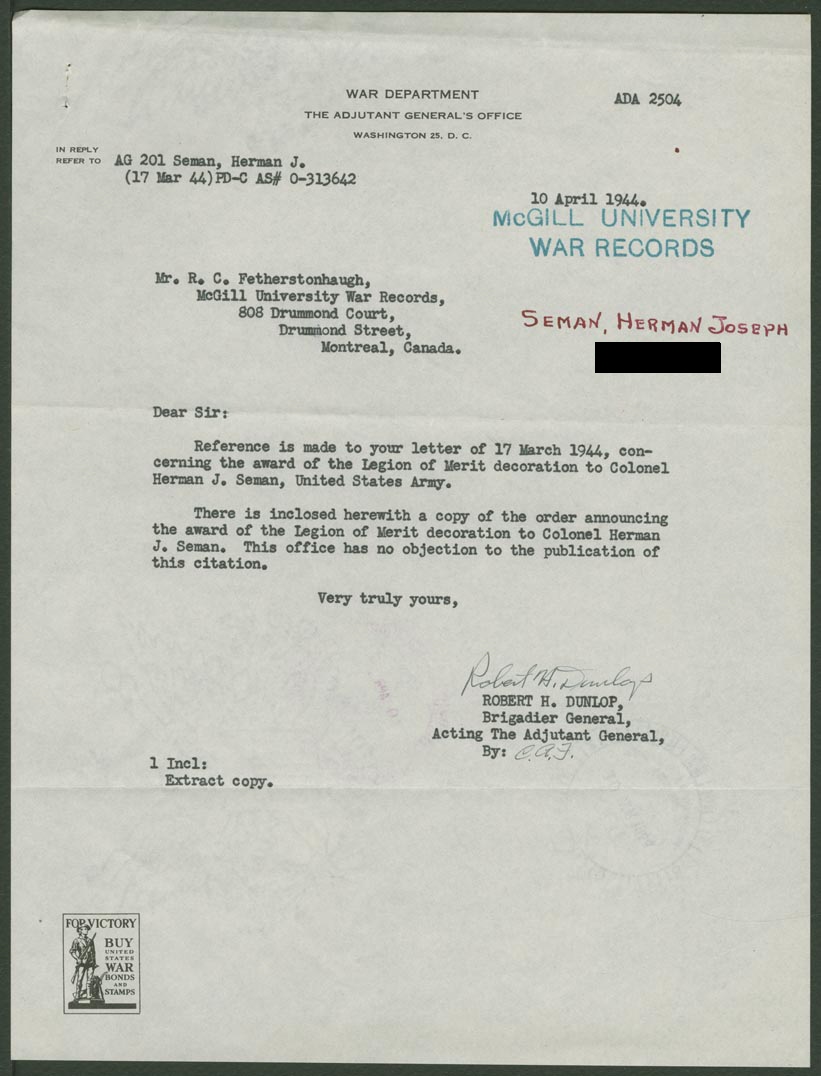 WAR DEPARTMENT
THE ADJUTANT GENERAL'S OFFICE
WASHINGTON 25, D. C.
ADA 2504
IN REPLY
REFER TO AG 201 Seman, Herman J.
(17 Mar 44)PD-C AS# O-313642
10 April 1944.
McGILL UNIVERSITY
WAR RECORDS
Mr. R. C. Fetherstonhaugh,
McGill University War Records,
808 Drummond Court,
Drummond Street,
Montreal, Canada.
SEMAN, HERMAN JOSEPH
Dear Sir:
Reference is made to your letter of 17 March 1944, con-
cerning the award of the Legion of Merit decoration to Colonel
Herman J. Seman, United States Army.
There is inclosed herewith a copy of the order announcing
the award of the Legion of Merit decoration to Colonel Herman
J. Seman. This office has no objection to the publication of
this citation.
Very truly yours,
Robert H. Dunlop
ROBERT H. DUNLOP,
Brigadier General,
Acting The Adjutant General,
By: C.A.F.
1 Incl:
Extract copy.
FOR VICTORY
BUY
UNITED
STATES
WAR
BONDS
AND
STAMPS